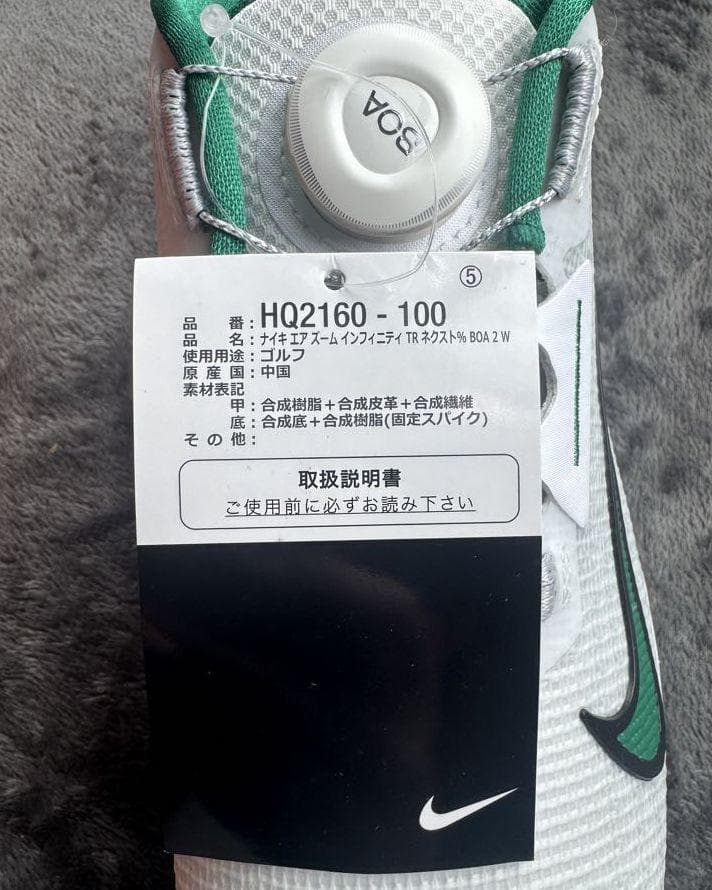 BOA
⑤
品 番：HQ2160 - 100
品 名：ナイキ エア ズーム インフィニティ TR ネクスト% BOA 2 W
使用用途：ゴルフ
原 産 国：中国
素材表記
甲：合成樹脂＋合成皮革＋合成繊維
底：合成底＋合成樹脂(固定スパイク)
そ の 他：
取扱説明書
ご使用前に必ずお読み下さい